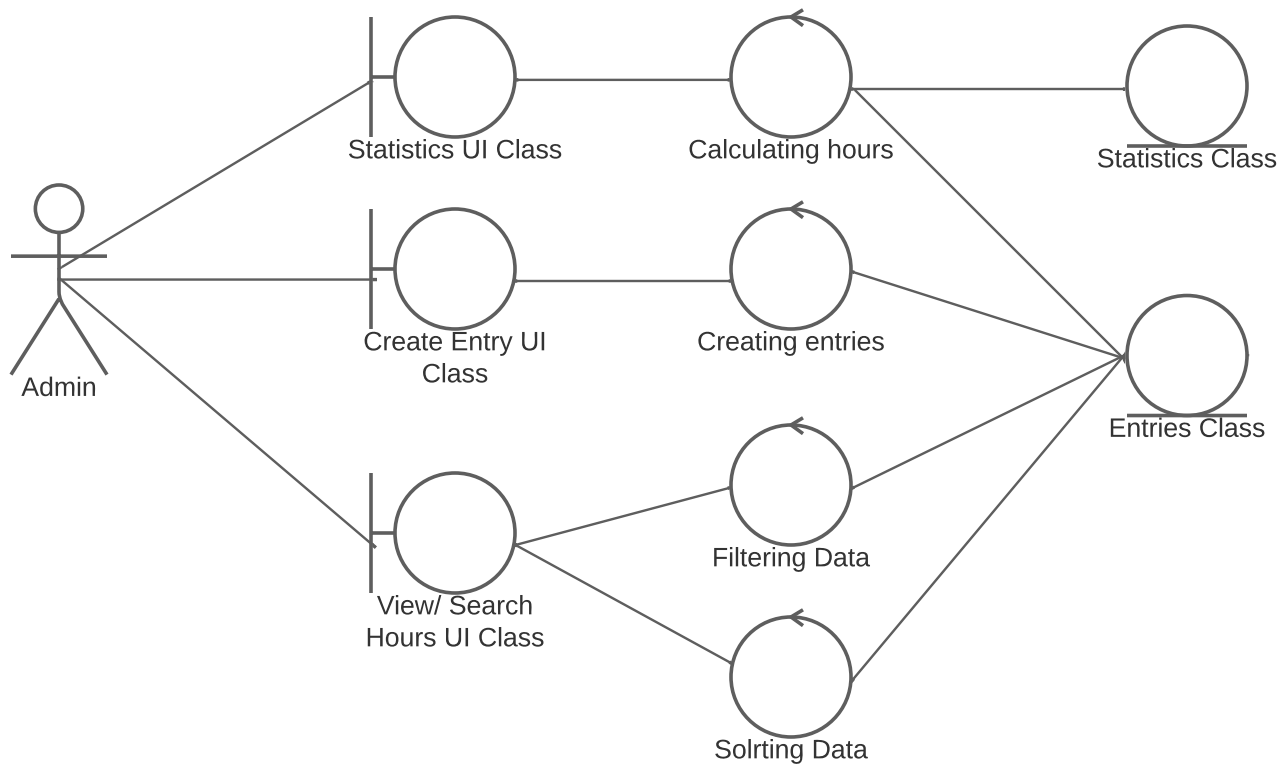 Statistics UI Class
Calculating hours
Statistics Class
Admin
Create Entry UI
Class
Creating entries
Entries Class
View/ Search
Hours UI Class
Filtering Data
Solrting Data